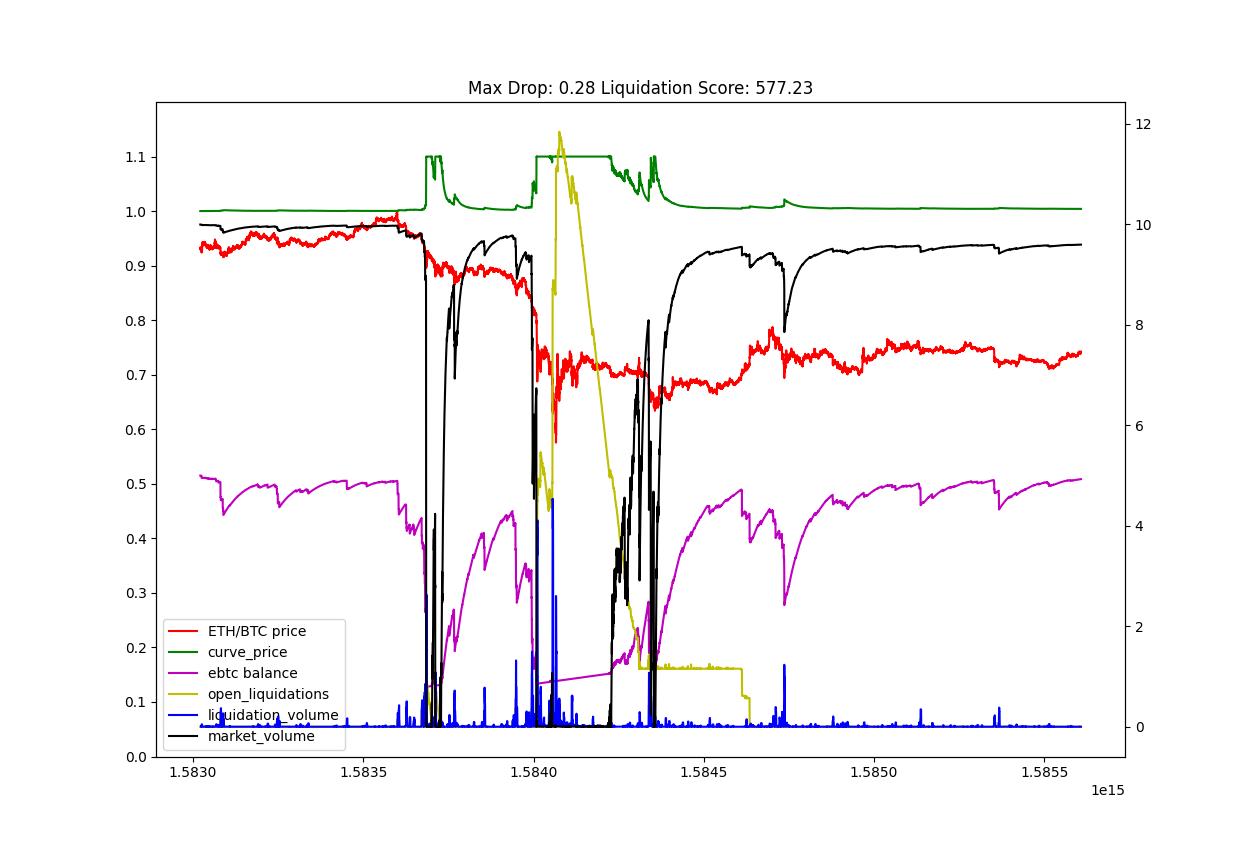 Max Drop: 0.28 Liquidation Score: 577.23
1.1
1.0
0.9
0.8
0.7
0.6
0.5
0.4
0.3
0.2
0.1
0.0
12
10
8
6
4
2
0
ETH/BTC price
curve_price
ebtc balance
open_liquidations
liquidation_volume
market_volume
1.5830 1.5835 1.5840 1.5845 1.5850 1.5855
1e15